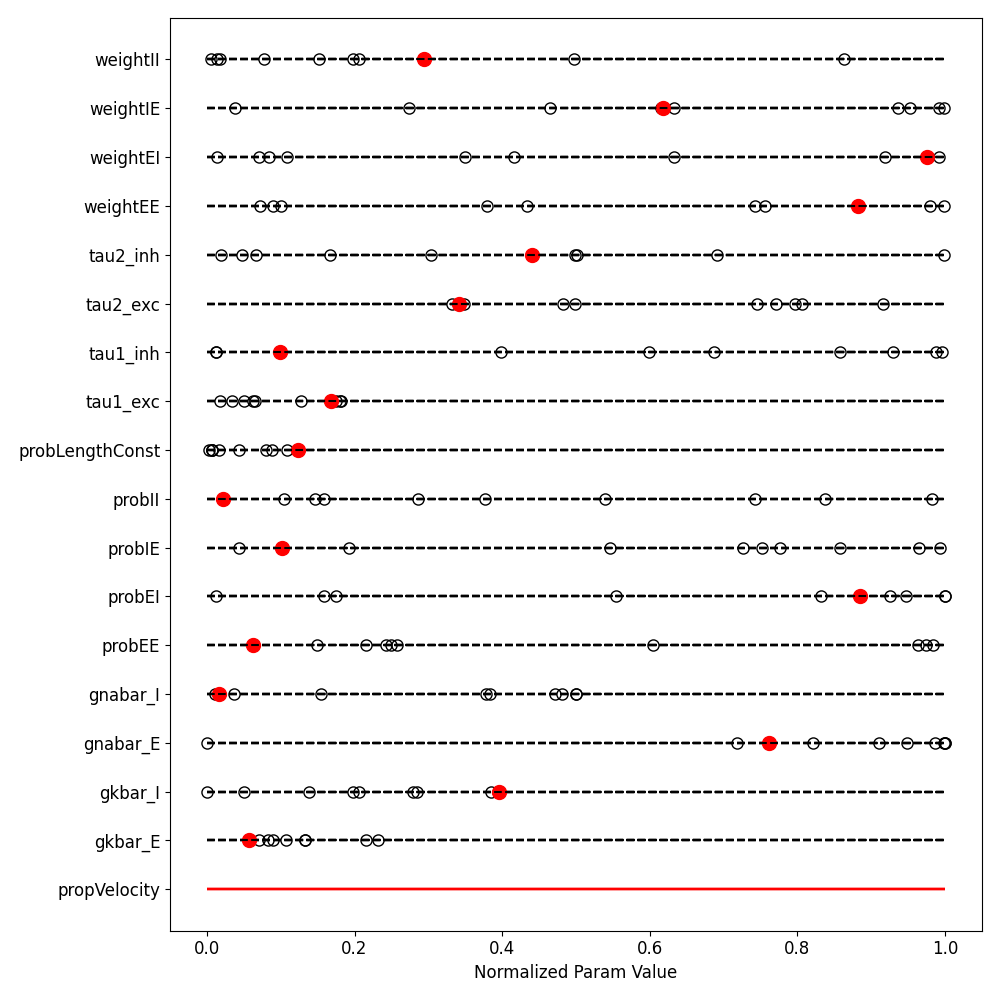 weightII
weightIE
weightEI
weightEE
tau2_inh
tau2_exc
tau1_inh
tau1_exc
probLengthConst
probII
probIE
probEI
probEE
gnabar_I
gnabar_E
gkbar_I
gkbar_E
propVelocity
0.0 0.2 0.4 0.6 0.8 1.0
Normalized Param Value